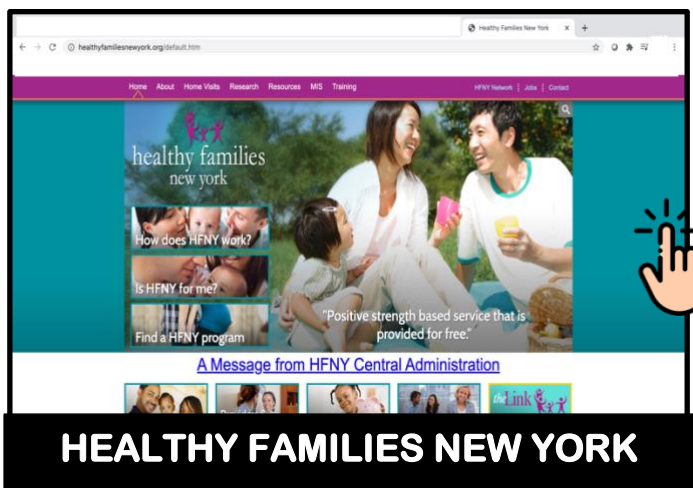 Healthy Families New York
healthyfamiliesnewyork.org/default.htm
Home About Home Visits Research Resources MIS Training
HFNY Network | Jobs | Contact
healthy families
new york
How does HFNY work?
Is HFNY for me?
Find a HFNY program
"Positive strength based service that is
provided for free."
A Message from HFNY Central Administration
the Link
HEALTHY FAMILIES NEW YORK